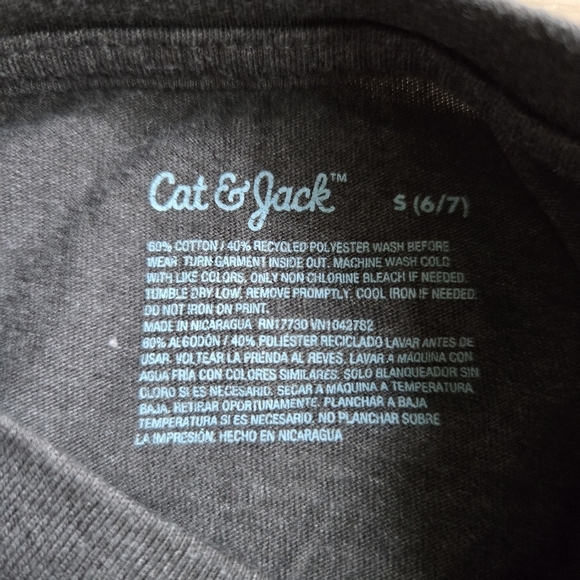 Cat & Jack™ S (6/7)
60% COTTON / 40% RECYCLED POLYESTER WASH BEFORE
WEAR. TURN GARMENT INSIDE OUT. MACHINE WASH COLD
WITH LIKE COLORS. ONLY NON CHLORINE BLEACH IF NEEDED.
TUMBLE DRY LOW. REMOVE PROMPTLY. COOL IRON IF NEEDED.
DO NOT IRON ON PRINT.
MADE IN NICARAGUA RN17730 VN1042782
60% ALGODÓN / 40% POLIÉSTER RECICLADO LAVAR ANTES DE
USAR. VOLTEAR LA PRENDA AL REVÉS. LAVAR A MÁQUINA CON
AGUA FRÍA CON COLORES SIMILARES. SOLO BLANQUEADOR SIN
CLORO SI ES NECESARIO. SECAR A MÁQUINA A TEMPERATURA
BAJA. RETIRAR OPORTUNAMENTE. PLANCHAR A BAJA
TEMPERATURA SI ES NECESARIO. NO PLANCHAR SOBRE
LA IMPRESIÓN. HECHO EN NICARAGUA